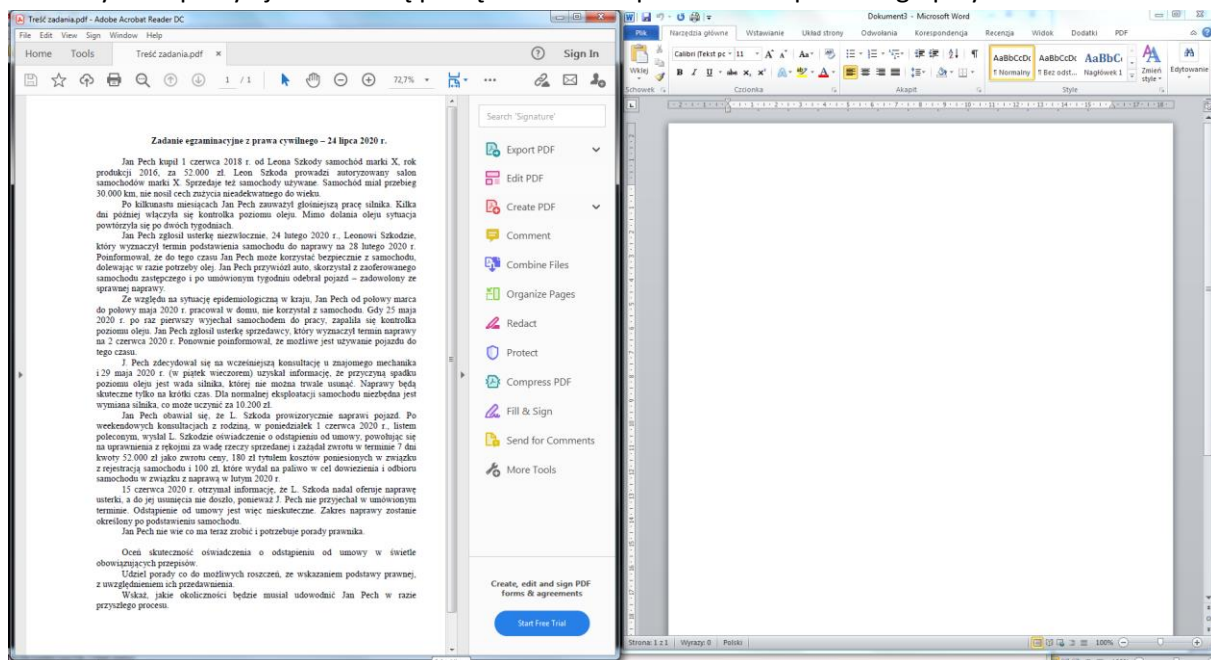 Treść zadania.pdf - Adobe Acrobat Reader DC
File Edit View Sign Window Help
Home Tools Treść zadania.pdf × Sign In
1 / 1 72,7%
Zadanie egzaminacyjne z prawa cywilnego – 24 lipca 2020 r.
Jan Pech kupił 1 czerwca 2018 r. od Leona Szkody samochód marki X, rok
produkcji 2016, za 52.000 zł. Leon Szkoda prowadzi autoryzowany salon
samochodów marki X. Sprzedaje też samochody używane. Samochód miał przebieg
30.000 km, nie nosił cech zużycia nieadekwatnego do wieku.
Po kilkunastu miesiącach Jan Pech zauważył głośniejszą pracę silnika. Kilka
dni później włączyła się kontrolka poziomu oleju. Mimo dolania oleju sytuacja
powtórzyła się po dwóch tygodniach.
Jan Pech zgłosił usterkę niezwłocznie, 24 lutego 2020 r., Leonowi Szkodzie,
który wyznaczył termin podstawienia samochodu do naprawy na 28 lutego 2020 r.
Poinformował, że do tego czasu Jan Pech może korzystać bezpiecznie z samochodu,
dolewając w razie potrzeby olej. Jan Pech przywiózł auto, skorzystał z zaoferowanego
samochodu zastępczego i po umówionym tygodniu odebrał pojazd – zadowolony ze
sprawnej naprawy.
Ze względu na sytuację epidemiologiczną w kraju, Jan Pech od połowy marca
do połowy maja 2020 r. pracował w domu, nie korzystał z samochodu. Gdy 25 maja
2020 r. po raz pierwszy wyjechał samochodem do pracy, zapaliła się kontrolka
poziomu oleju. Jan Pech zgłosił usterkę sprzedawcy, który wyznaczył termin naprawy
na 2 czerwca 2020 r. Ponownie poinformował, że możliwe jest używanie pojazdu do
tego czasu.
J. Pech zdecydował się na wcześniejszą konsultację u znajomego mechanika
i 29 maja 2020 r. (w piątek wieczorem) uzyskał informację, że przyczyną spadku
poziomu oleju jest wada silnika, której nie można trwale usunąć. Naprawy będą
skuteczne tylko na krótki czas. Dla normalnej eksploatacji samochodu niezbędna jest
wymiana silnika, co może uczynić za 10.200 zł.
Jan Pech obawiał się, że L. Szkoda prowizorycznie naprawi pojazd. Po
weekendowych konsultacjach z rodziną, w poniedziałek 1 czerwca 2020 r., listem
poleconym, wysłał L. Szkodzie oświadczenie o odstąpieniu od umowy, powołując się
na uprawnienia z rękojmi za wadę rzeczy sprzedanej i zażądał zwrotu w terminie 7 dni
kwoty 52.000 zł jako zwrotu ceny, 180 zł tytułem kosztów poniesionych w związku
z rejestracją samochodu i 100 zł, które wydał na paliwo w cel dowiezienia i odbioru
samochodu w związku z naprawą w lutym 2020 r.
15 czerwca 2020 r. otrzymał informację, że L. Szkoda nadal oferuje naprawę
usterki, a do jej usunięcia nie doszło, ponieważ J. Pech nie przyjechał w umówionym
terminie. Odstąpienie od umowy jest więc nieskuteczne. Zakres naprawy zostanie
określony po podstawieniu samochodu.
Jan Pech nie wie co ma teraz zrobić i potrzebuje porady prawnika.
Oceń skuteczność oświadczenia o odstąpieniu od umowy w świetle
obowiązujących przepisów.
Udziel porady co do możliwych roszczeń, ze wskazaniem podstawy prawnej,
z uwzględnieniem ich przedawnienia.
Wskaż, jakie okoliczności będzie musiał udowodnić Jan Pech w razie
przyszłego procesu.
Search 'Signature'
Export PDF
Edit PDF
Create PDF
Comment
Combine Files
Organize Pages
Redact
Protect
Compress PDF
Fill & Sign
Send for Comments
More Tools
Create, edit and sign PDF
forms & agreements
Start Free Trial
Dokument3 - Microsoft Word
Plik Narzędzia główne Wstawianie Układ strony Odwołania Korespondencja Recenzja Widok Dodatki PDF
Calibri (Tekst pc 11
Wklej
AaBbCcDc AaBbCcDc AaBbC
¶ Normalny ¶ Bez odst... Nagłówek 1
Zmień style Edytowanie
Schowek Czcionka Akapit Style
Strona: 1 z 1 Wyrazy: 0 Polski 100%